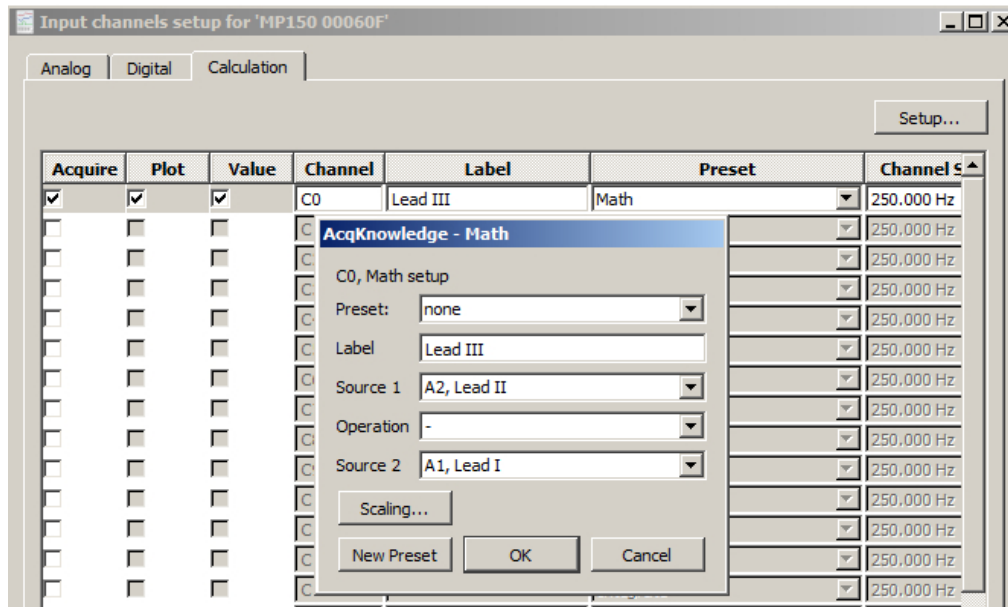 Input channels setup for 'MP150 00060F'
Analog Digital Calculation
Setup...
Acquire Plot Value Channel Label Preset Channel S
C0 Lead III Math 250.000 Hz
AcqKnowledge - Math
250.000 Hz
250.000 Hz
C0, Math setup
250.000 Hz
Preset: none
250.000 Hz
Label Lead III
250.000 Hz
Source 1 A2, Lead II
250.000 Hz
Operation -
250.000 Hz
250.000 Hz
Source 2 A1, Lead I
250.000 Hz
Scaling...
250.000 Hz
250.000 Hz
New Preset OK Cancel
250.000 Hz
250.000 Hz